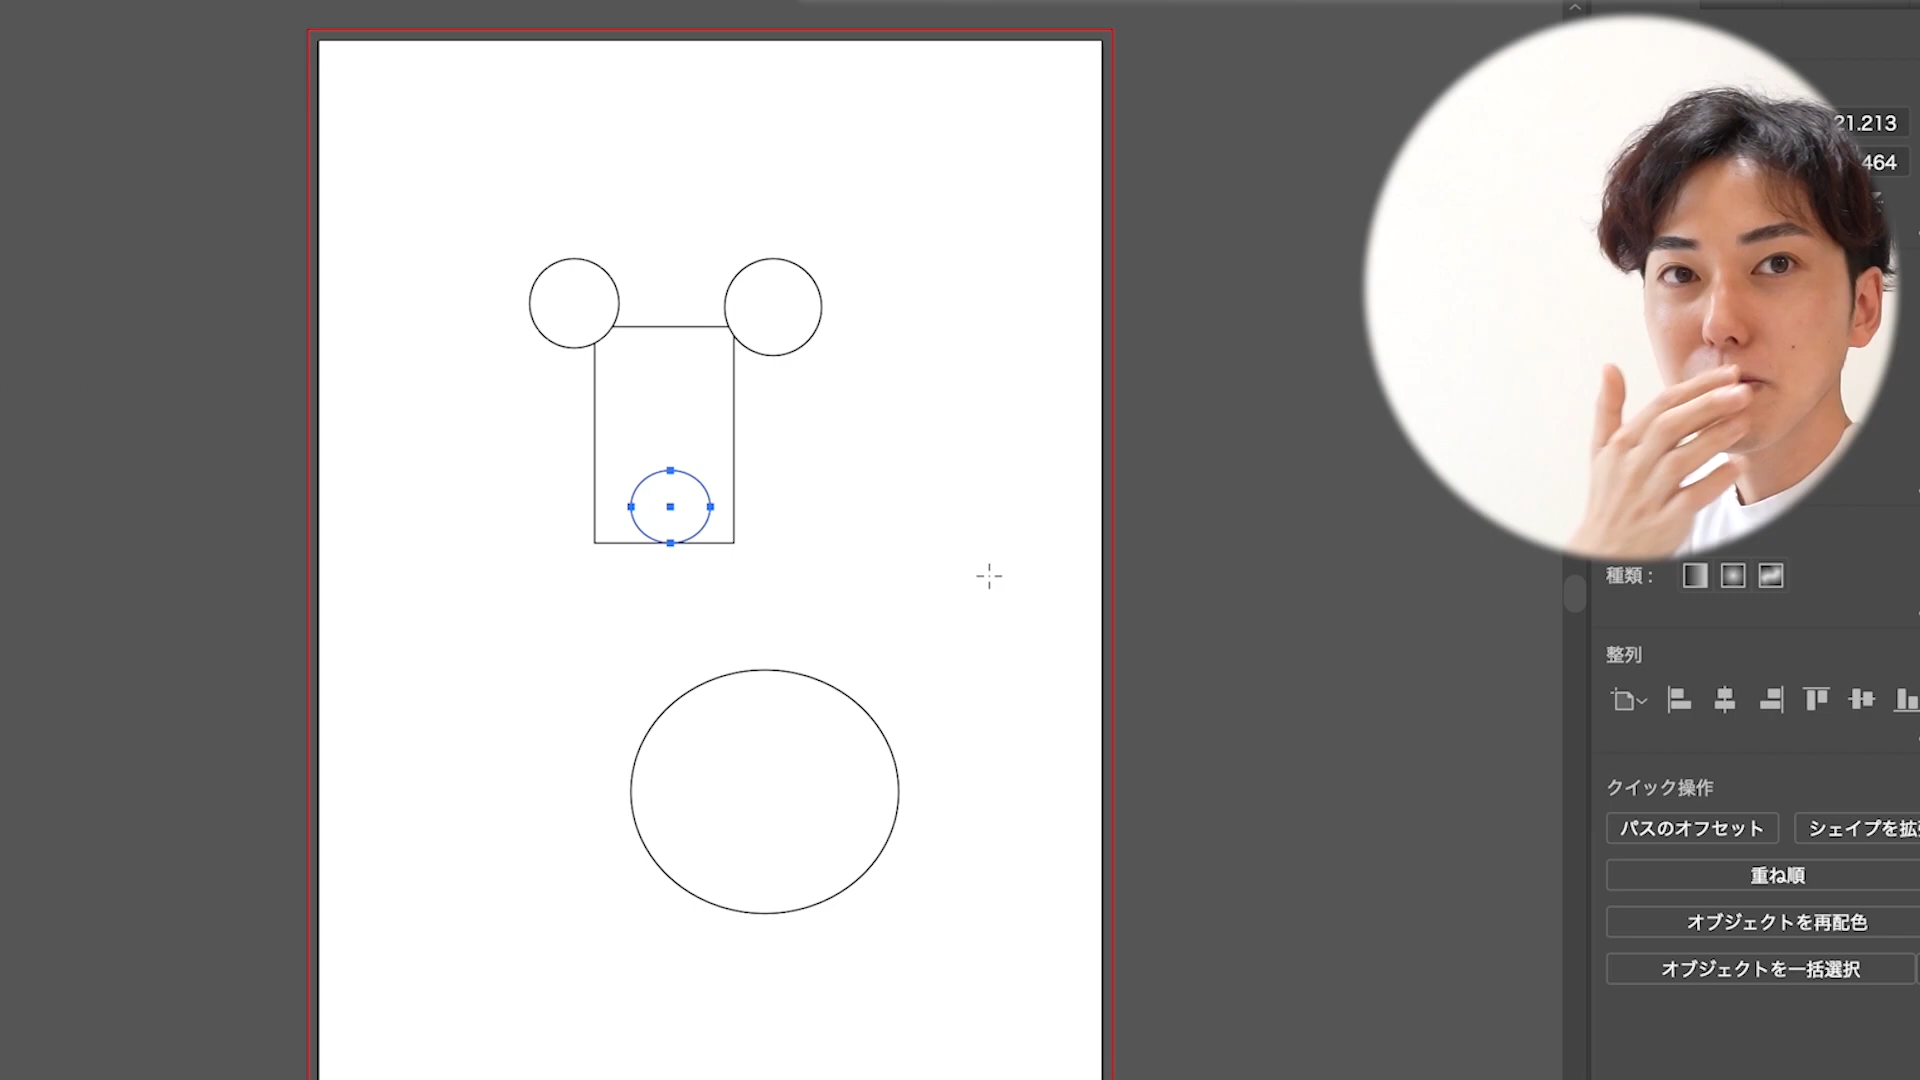 21.213
464
種類：
整列
クイック操作
パスのオフセット
シェイプを拡
重ね順
オブジェクトを再配色
オブジェクトを一括選択